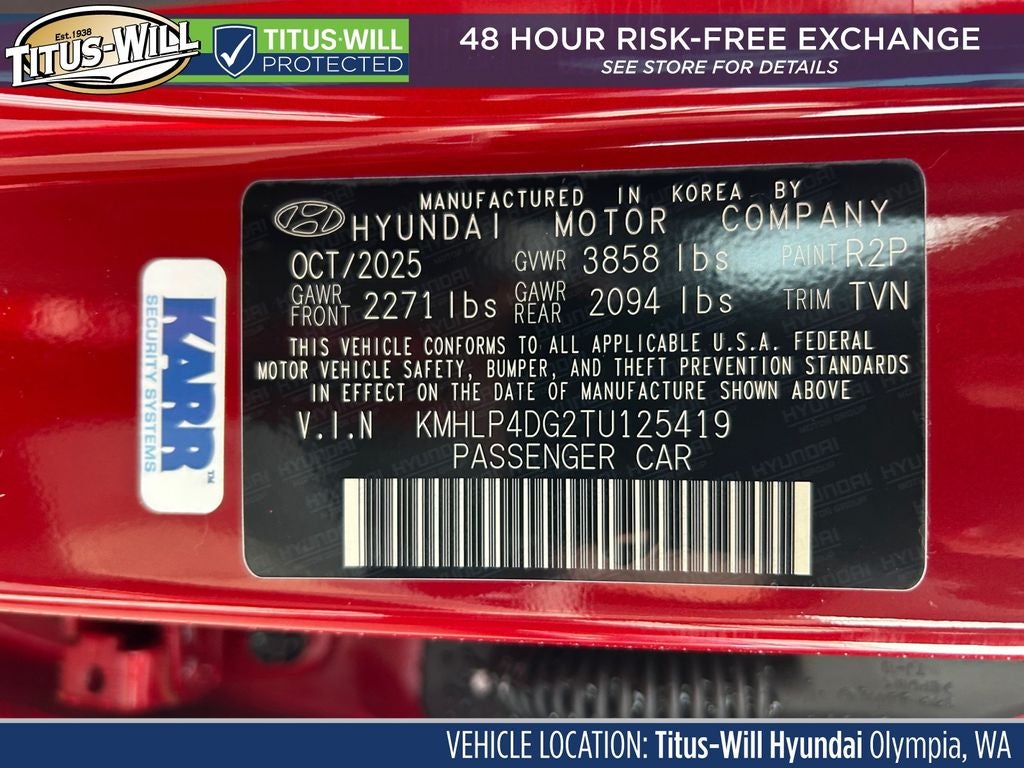 Est. 1938
TITUS-WILL
TITUS-WILL
PROTECTED
48 HOUR RISK-FREE EXCHANGE
SEE STORE FOR DETAILS
MANUFACTURED IN KOREA BY
HYUNDAI MOTOR COMPANY
OCT/2025 GVWR 3858 lbs PAINT R2P
GAWR FRONT 2271 lbs GAWR REAR 2094 lbs TRIM TVN
THIS VEHICLE CONFORMS TO ALL APPLICABLE U.S.A. FEDERAL
MOTOR VEHICLE SAFETY, BUMPER, AND THEFT PREVENTION STANDARDS
IN EFFECT ON THE DATE OF MANUFACTURE SHOWN ABOVE
V.I.N KMHLP4DG2TU125419
PASSENGER CAR
KARR™
SECURITY SYSTEMS
VEHICLE LOCATION: Titus-Will Hyundai Olympia, WA